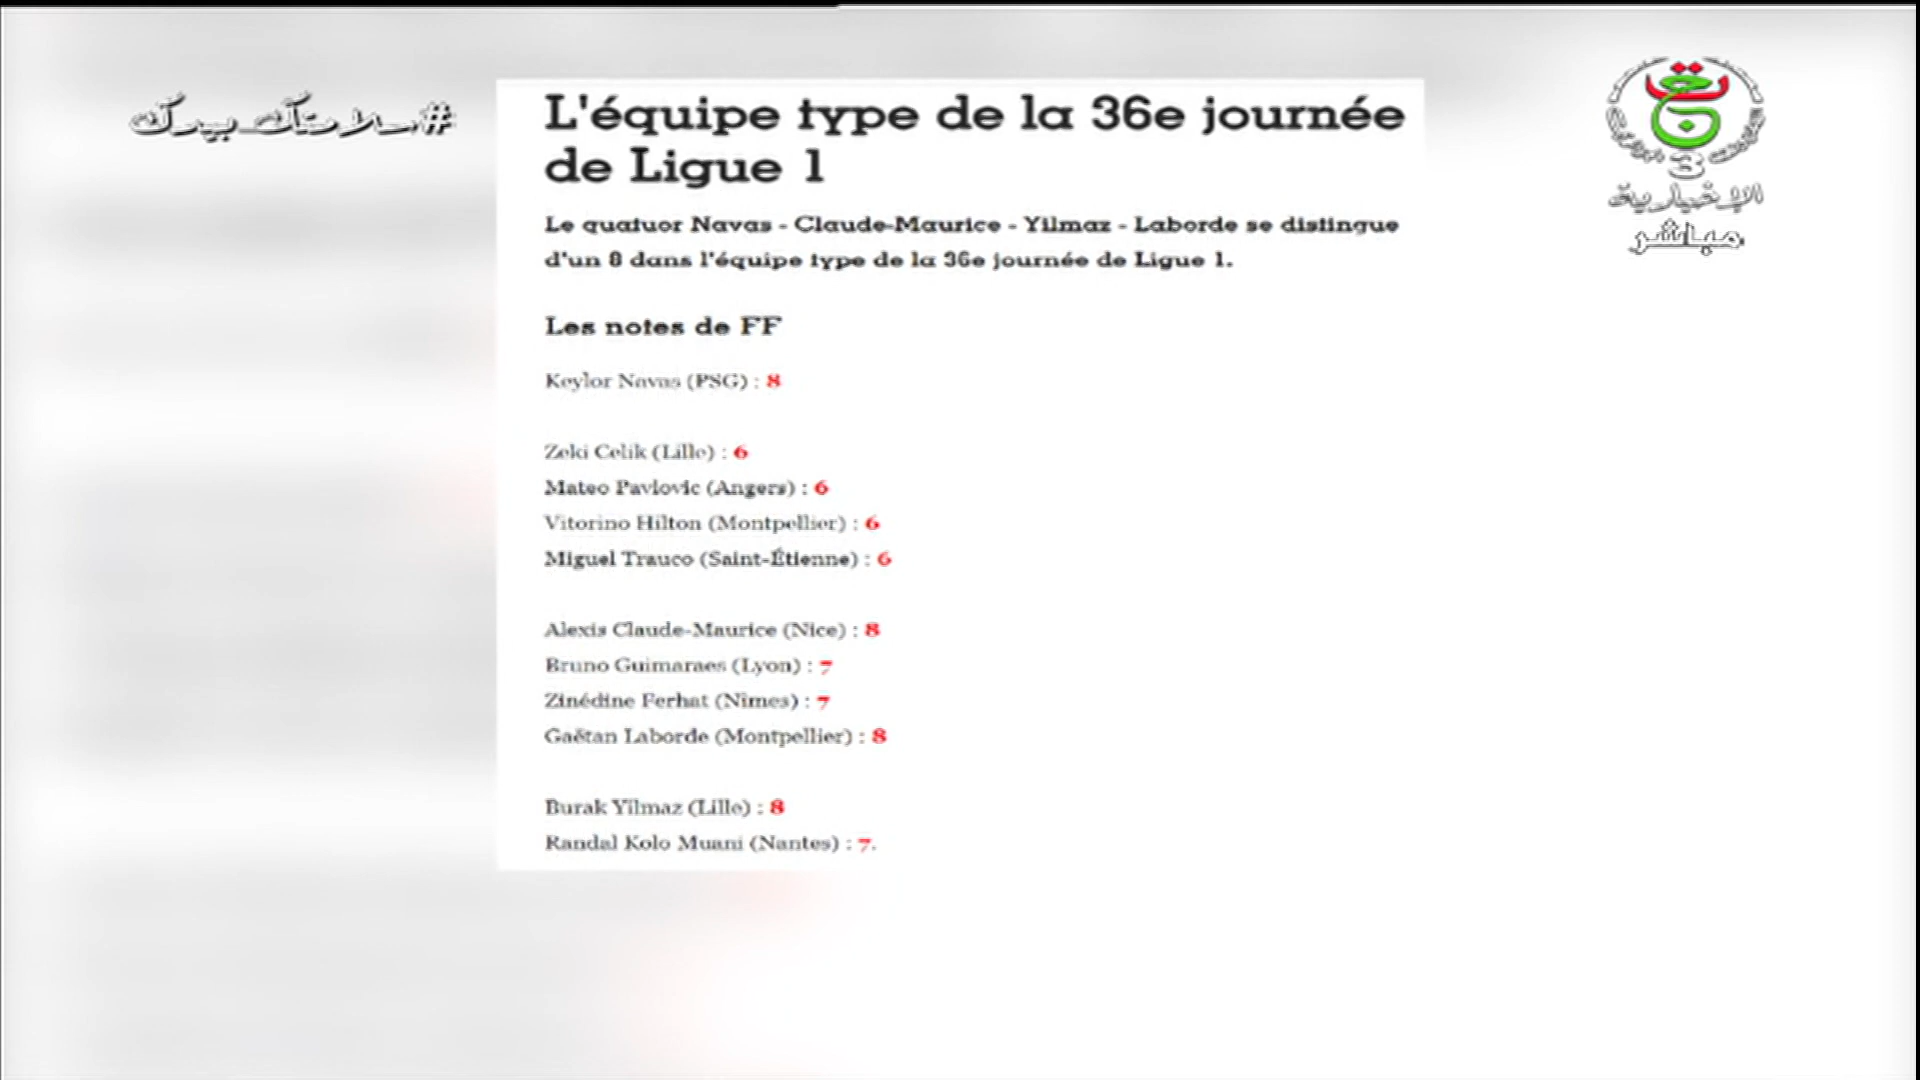 #سلامتك_بيدك
L'équipe type de la 36e journée
de Ligue 1
Le quatuor Navas - Claude-Maurice - Yilmaz - Laborde se distingue
d'un 8 dans l'équipe type de la 36e journée de Ligue 1.
Les notes de FF
Keylor Navas (PSG) : 8
Zeki Celik (Lille) : 6
Mateo Pavlovic (Angers) : 6
Vitorino Hilton (Montpellier) : 6
Miguel Trauco (Saint-Étienne) : 6
Alexis Claude-Maurice (Nice) : 8
Bruno Guimaraes (Lyon) : 7
Zinédine Ferhat (Nîmes) : 7
Gaëtan Laborde (Montpellier) : 8
Burak Yilmaz (Lille) : 8
Randal Kolo Muani (Nantes) : 7.
3
الإخبارية
مباشر